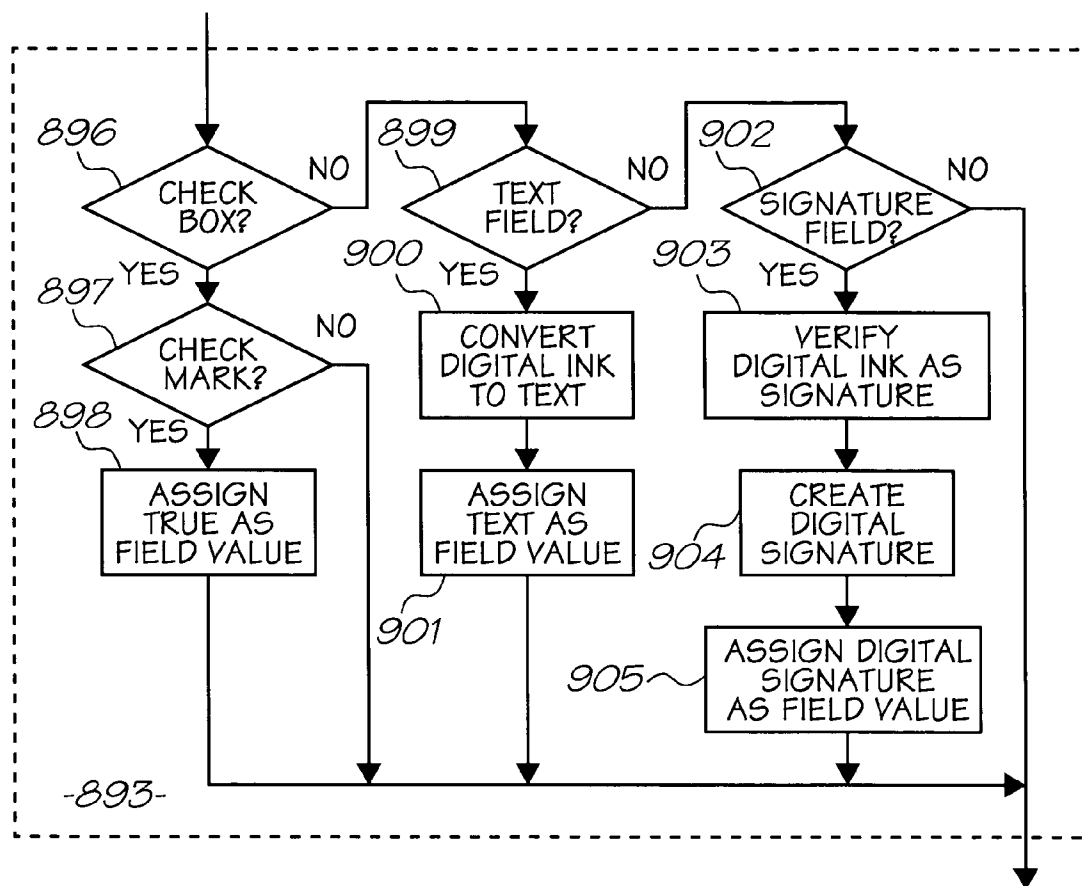 896
CHECK
BOX?
NO
YES
897
CHECK
MARK?
NO
YES
898
ASSIGN
TRUE AS
FIELD VALUE
899
TEXT
FIELD?
NO
YES
900
CONVERT
DIGITAL INK
TO TEXT
ASSIGN
TEXT AS
FIELD VALUE
901
902
SIGNATURE
FIELD?
NO
YES
903
VERIFY
DIGITAL INK AS
SIGNATURE
CREATE
DIGITAL
SIGNATURE
904
ASSIGN DIGITAL
SIGNATURE
AS FIELD VALUE
905
-893-